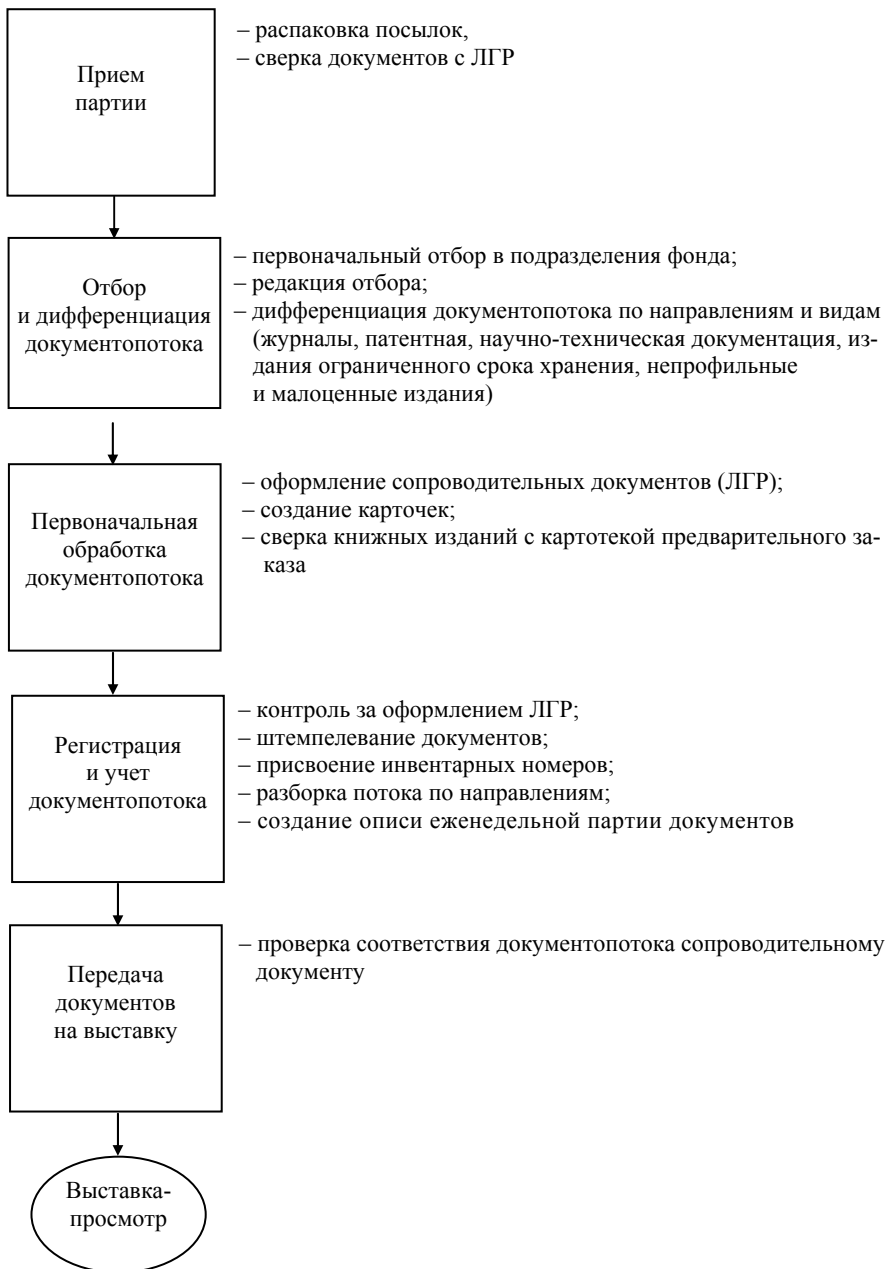 Прием
партии
– распаковка посылок,
– сверка документов с ЛГР
Отбор
и дифференциация
документопотока
– первоначальный отбор в подразделения фонда;
– редакция отбора;
– дифференциация документопотока по направлениям и видам
(журналы, патентная, научно-техническая документация, из-
дания ограниченного срока хранения, непрофильные
и малоценные издания)
Первоначальная
обработка
документопотока
– оформление сопроводительных документов (ЛГР);
– создание карточек;
– сверка книжных изданий с картотекой предварительного за-
каза
Регистрация
и учет
документопотока
– контроль за оформлением ЛГР;
– штемпелевание документов;
– присвоение инвентарных номеров;
– разборка потока по направлениям;
– создание описи еженедельной партии документов
Передача
документов
на выставку
– проверка соответствия документопотока сопроводительному
документу
Выставка-
просмотр